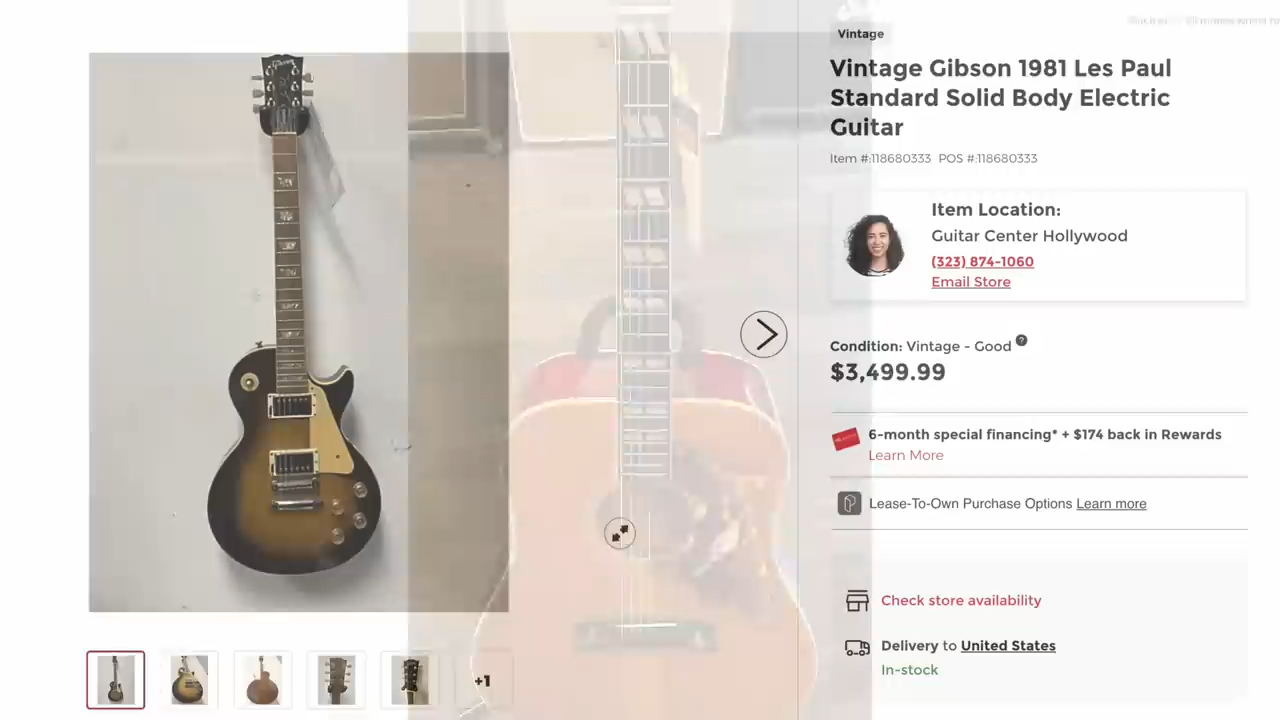 Vintage
Vintage Gibson 1981 Les Paul
Standard Solid Body Electric
Guitar
Item #:118680333 POS #:118680333
Item Location:
Guitar Center Hollywood
(323) 874-1060
Email Store
Condition: Vintage - Good ?
$3,499.99
6-month special financing* + $174 back in Rewards
Learn More
Lease-To-Own Purchase Options Learn more
Check store availability
Delivery to United States
In-stock
+1
Gibson